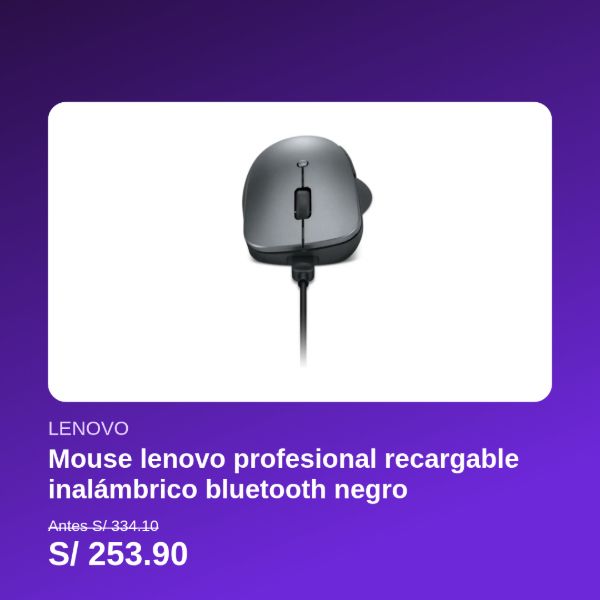 LENOVO
Mouse lenovo profesional recargable
inalámbrico bluetooth negro
Antes S/ 334.10
S/ 253.90